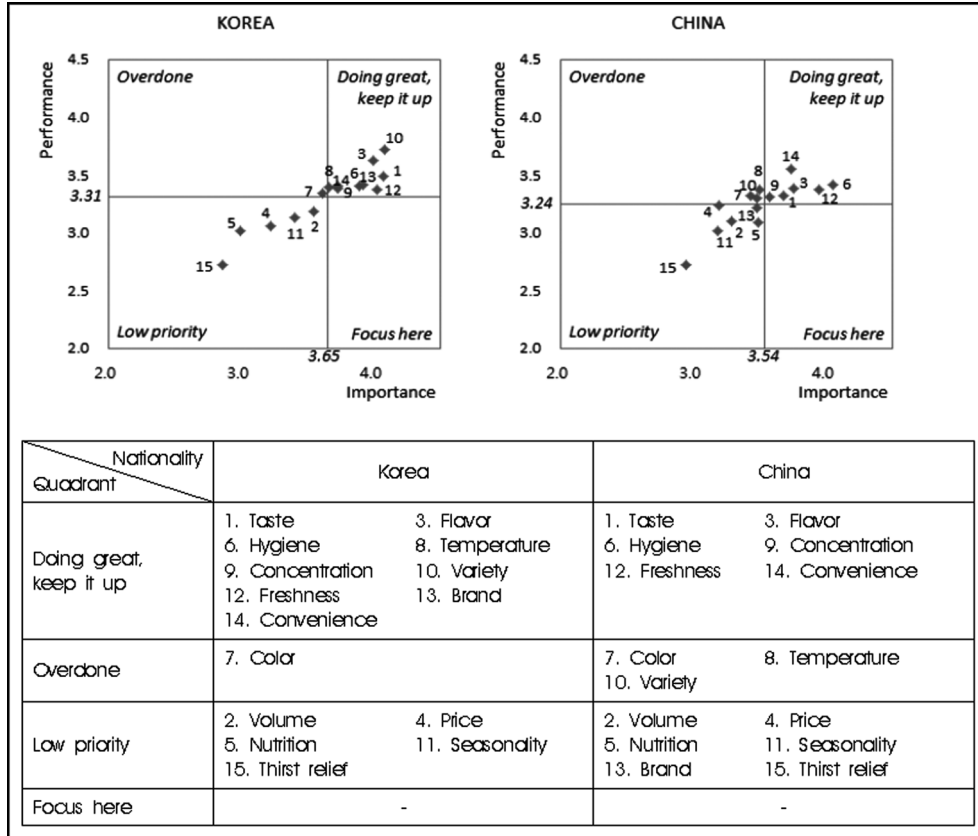 KOREA
CHINA
Performance
4.5
4.0
3.5
3.31
3.0
2.5
2.0
Overdone
Doing great,
keep it up
10
3
13
1
6
8
14
9
12
7
2
11
4
5
15
Low priority
Focus here
3.65
2.0
3.0
4.0
Importance
Performance
4.5
4.0
3.5
3.24
3.0
2.5
2.0
Overdone
Doing great,
keep it up
14
8
10
9
3
6
7
1
12
4
13
2
5
11
15
Low priority
Focus here
3.54
2.0
3.0
4.0
Importance
Nationality
Quadrant
Korea
China
Doing great,
keep it up
1. Taste 3. Flavor
6. Hygiene 8. Temperature
9. Concentration 10. Variety
12. Freshness 13. Brand
14. Convenience
1. Taste 3. Flavor
6. Hygiene 9. Concentration
12. Freshness 14. Convenience
Overdone
7. Color
7. Color 8. Temperature
10. Variety
Low priority
2. Volume 4. Price
5. Nutrition 11. Seasonality
15. Thirst relief
2. Volume 4. Price
5. Nutrition 11. Seasonality
13. Brand 15. Thirst relief
Focus here
-
-